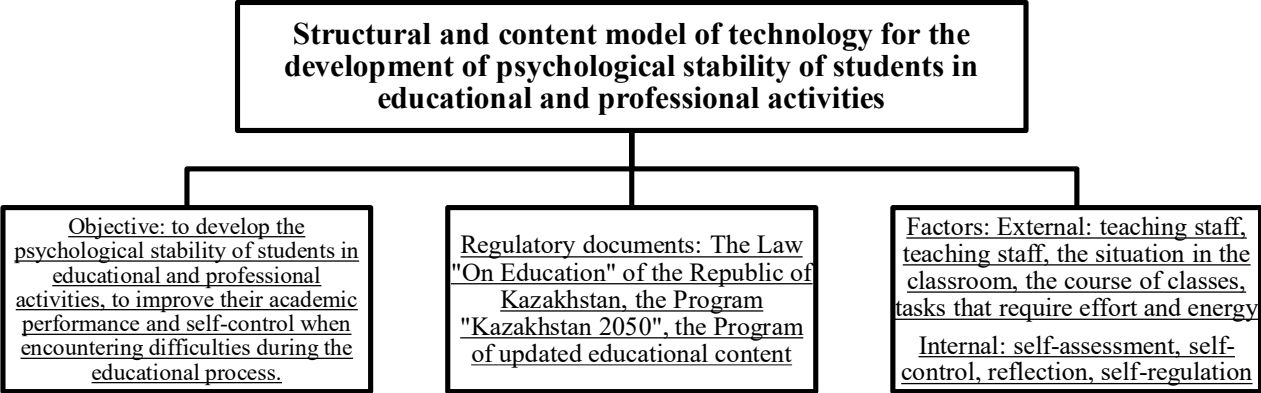 Structural and content model of technology for the
development of psychological stability of students in
educational and professional activities
Objective: to develop the
psychological stability of students in
educational and professional
activities, to improve their academic
performance and self-control when
encountering difficulties during the
educational process.
Regulatory documents: The Law
"On Education" of the Republic of
Kazakhstan, the Program
"Kazakhstan 2050", the Program
of updated educational content
Factors: External: teaching staff,
teaching staff, the situation in the
classroom, the course of classes,
tasks that require effort and energy
Internal: self-assessment, self-
control, reflection, self-regulation